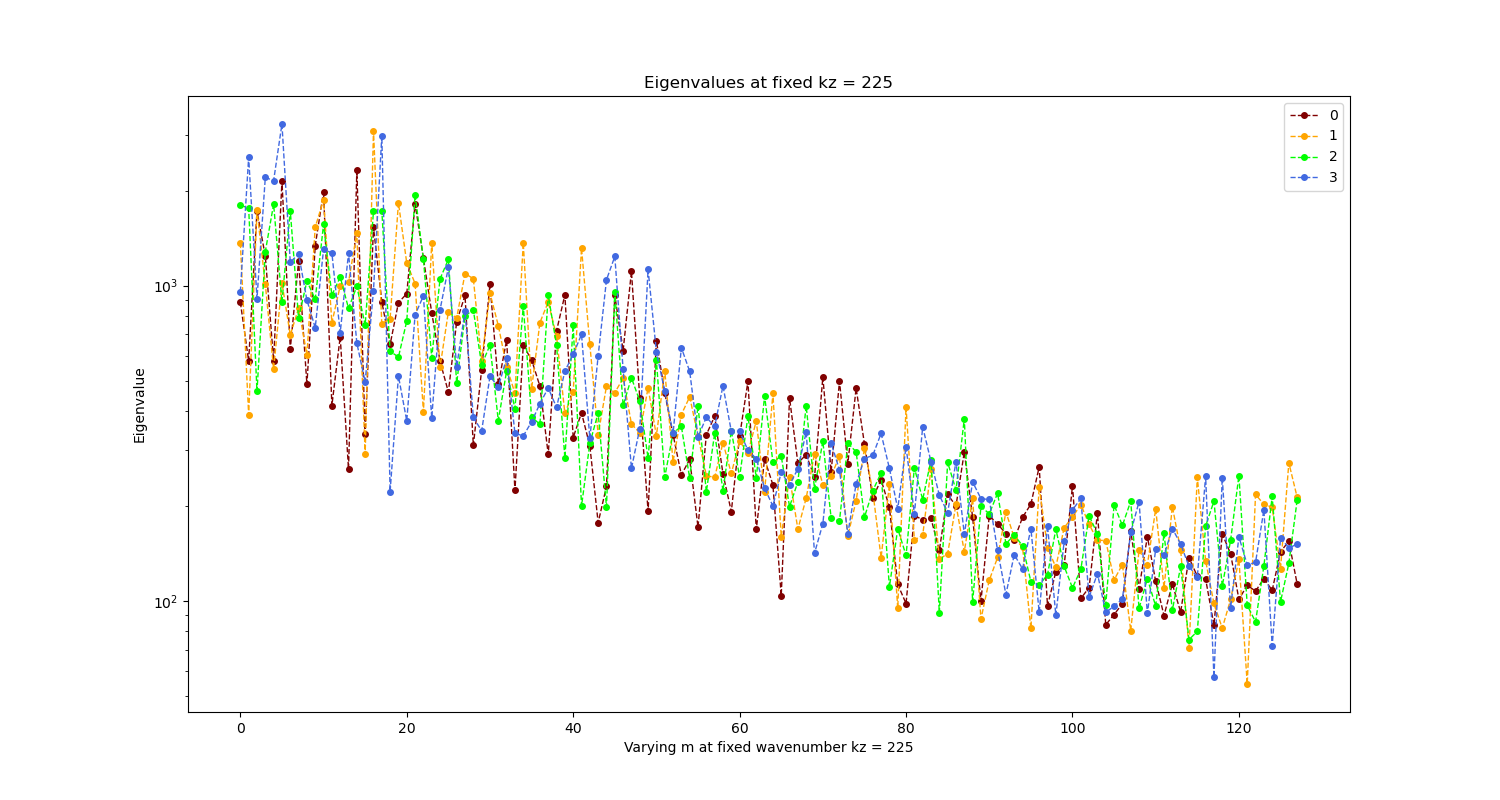 Eigenvalues at fixed kz = 225
0
1
2
3
10³
10²
Eigenvalue
0 20 40 60 80 100 120
Varying m at fixed wavenumber kz = 225